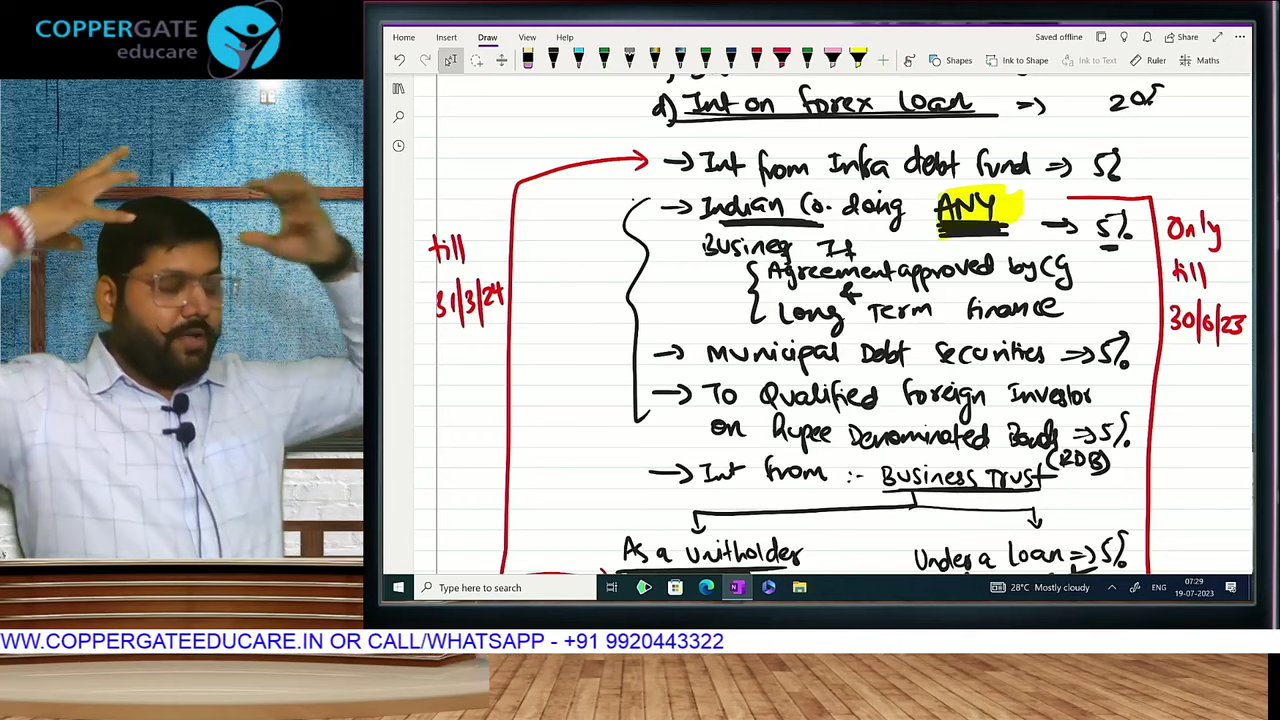 COPPERGATE
educare
Home Insert Draw View Help
Saved offline
Shapes Ink to Shape Ink to Text Ruler Maths
d) Int on forex loan => 20%
→ Int from Infra debt fund => 5%
→ Indian Co. doing ANY → 5%
Business If
Agreement approved by CG
&
Long Term Finance
→ Municipal Debt Securities => 5%
→ To Qualified Foreign Investor
on Rupee Denominated Bonds => 5%
(RDB)
→ Int from :- Business Trust
As a unitholder
Under a loan => 5%
till
31/3/24
Only
till
30/6/23
Type here to search
28°C Mostly cloudy
ENG
07:29
19-07-2023
WW.COPPERGATEEDUCARE.IN OR CALL/WHATSAPP - +91 9920443322